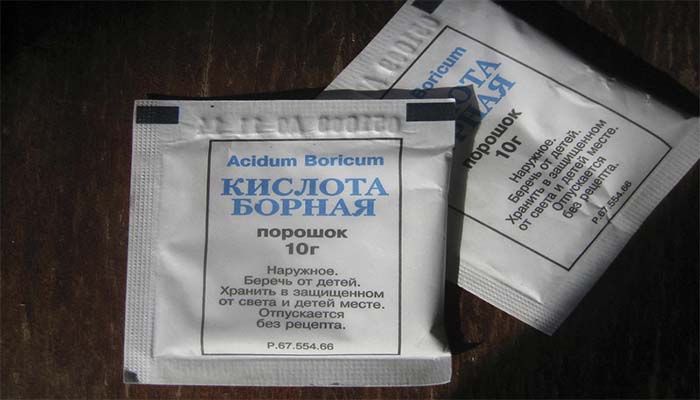 Acidum Boricum
КИСЛОТА
БОРНАЯ
порошок
10г
Наружное.
Беречь от детей.
Хранить в защищенном
от света и детей месте.
Отпускается
без рецепта.
Р.67.554.66
Boricum
КИСЛОТА
БОРНАЯ
порошок
10г
Наружное.
Беречь от детей.
Хранить в защищенном
от света и детей месте.
Отпускается
без рецепта.
Р.67.554.66